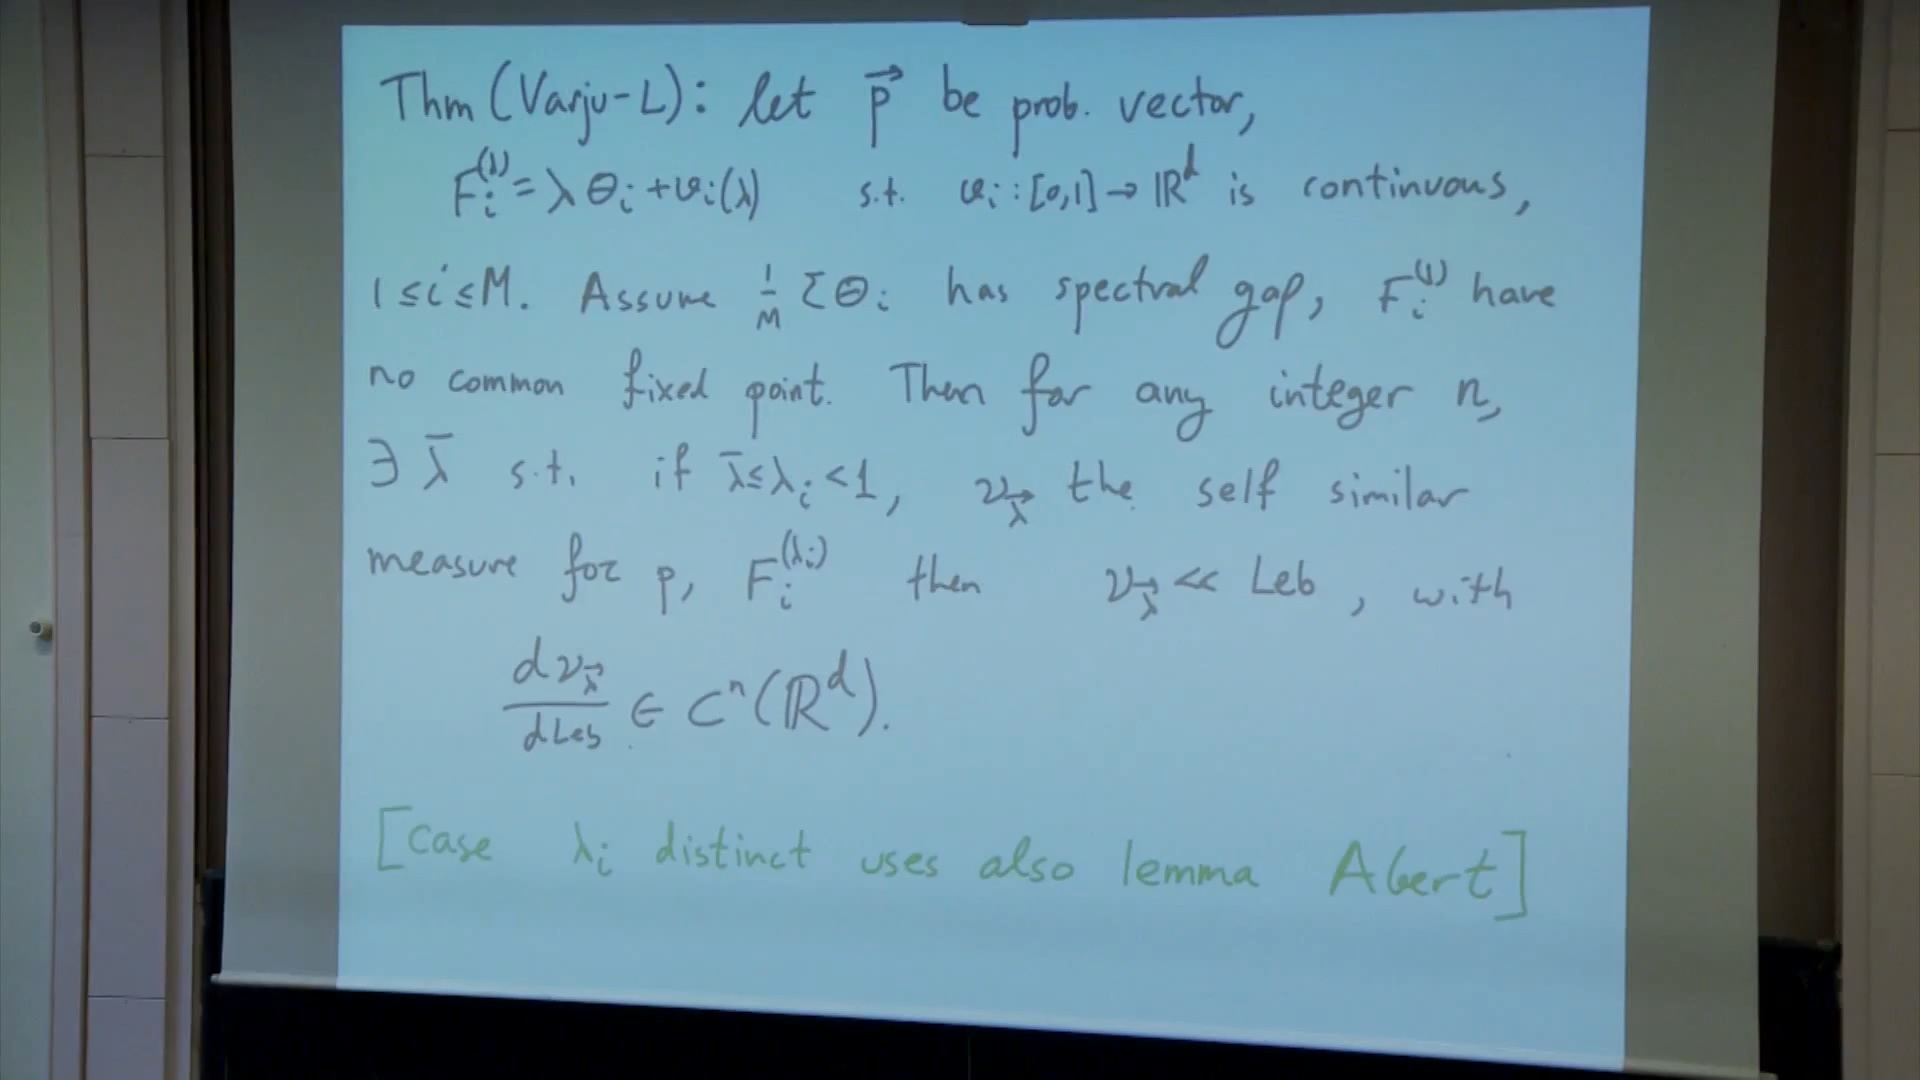 Thm (Varju-L): let p⃗ be prob. vector,
F_i^(λ) = λ θ_i + v_i(λ) s.t. v_i : [0,1] → ℝ^d is continuous,
1 ≤ i ≤ M. Assume 1/M Σ θ_i has spectral gap, F_i^(1) have
no common fixed point. Then for any integer n,
∃ λ̄ s.t. if λ̄ ≤ λ_i < 1, ν_λ⃗ the self similar
measure for p, F_i^(λ_i) then ν_λ⃗ << Leb, with
dν_λ⃗ / dLeb ∈ C^n(ℝ^d).
[Case λ_i distinct uses also lemma Abert]